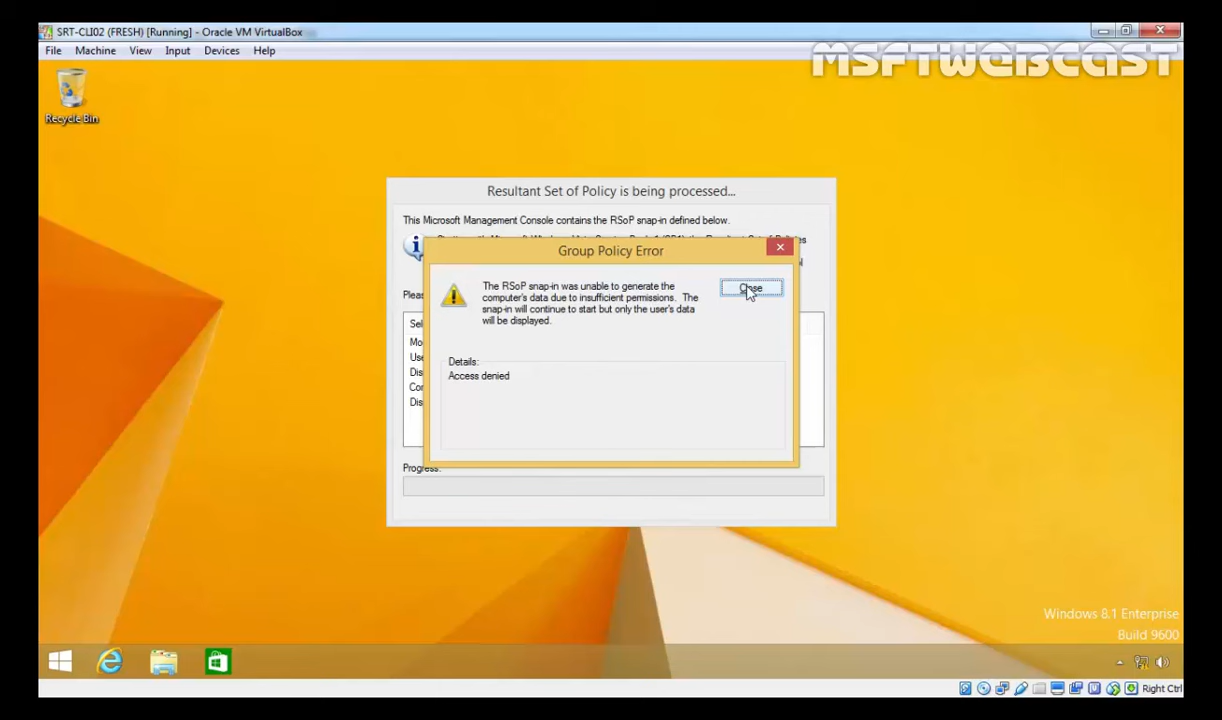 SRT-CLI02 (FRESH) [Running] - Oracle VM VirtualBox
File Machine View Input Devices Help
MSFTWEBCAST
Recycle Bin
Resultant Set of Policy is being processed...
This Microsoft Management Console contains the RSoP snap-in defined below.
Group Policy Error
The RSoP snap-in was unable to generate the
computer's data due to insufficient permissions. The
snap-in will continue to start but only the user's data
will be displayed.
Close
Details:
Access denied
Progress:
Windows 8.1 Enterprise
Build 9600
Right Ctrl